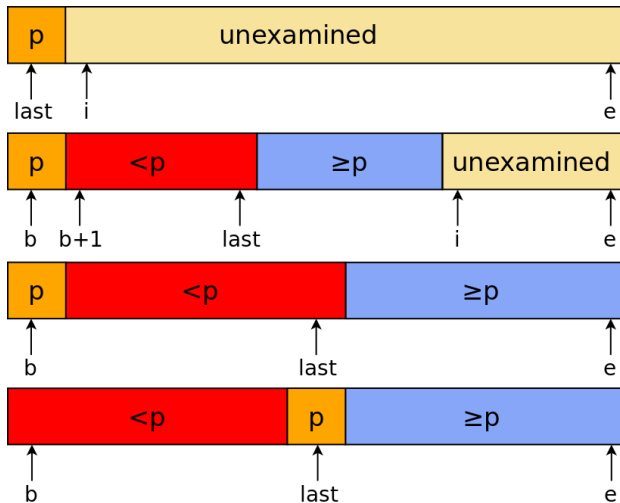 p unexamined
last i e
p <p ≥p unexamined
b b+1 last i e
p <p ≥p
b last e
<p p ≥p
b last e